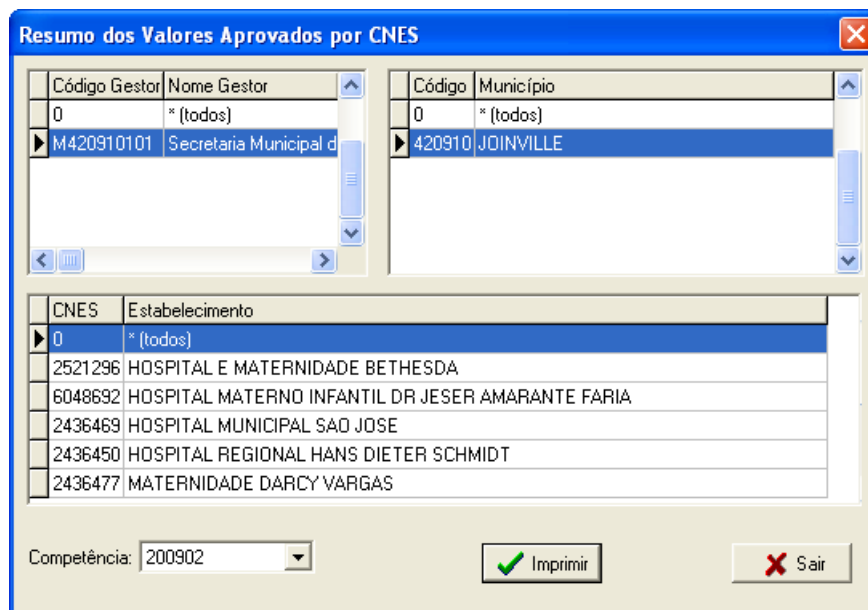 Resumo dos Valores Aprovados por CNES
Código Gestor Nome Gestor
0 * (todos)
M420910101 Secretaria Municipal d
Código Município
0 * (todos)
420910 JOINVILLE
CNES Estabelecimento
0 * (todos)
2521296 HOSPITAL E MATERNIDADE BETHESDA
6048692 HOSPITAL MATERNO INFANTIL DR JESER AMARANTE FARIA
2436469 HOSPITAL MUNICIPAL SAO JOSE
2436450 HOSPITAL REGIONAL HANS DIETER SCHMIDT
2436477 MATERNIDADE DARCY VARGAS
Competência: 200902 Imprimir Sair